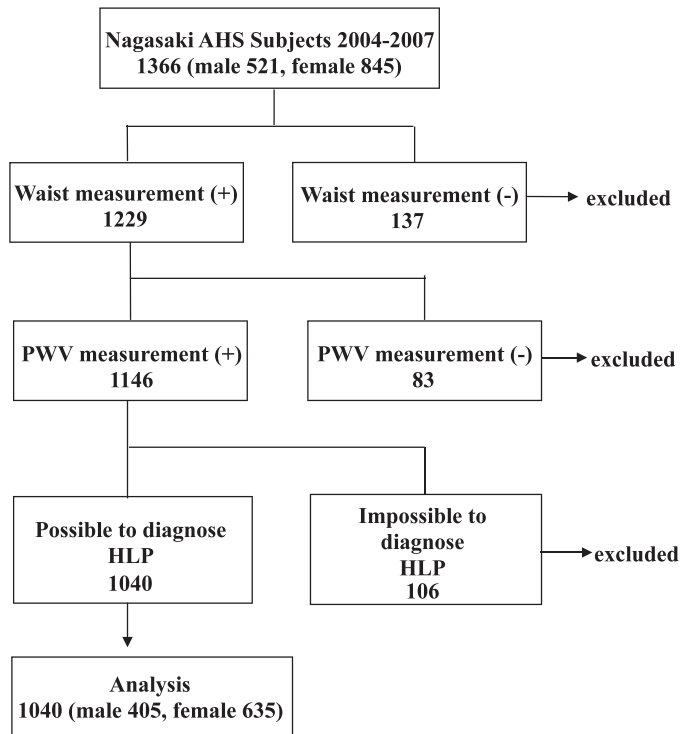 Nagasaki AHS Subjects 2004-2007
1366 (male 521, female 845)
Waist measurement (+)
1229
Waist measurement (-)
137
excluded
PWV measurement (+)
1146
PWV measurement (-)
83
excluded
Possible to diagnose
HLP
1040
Impossible to
diagnose
HLP
106
excluded
Analysis
1040 (male 405, female 635)